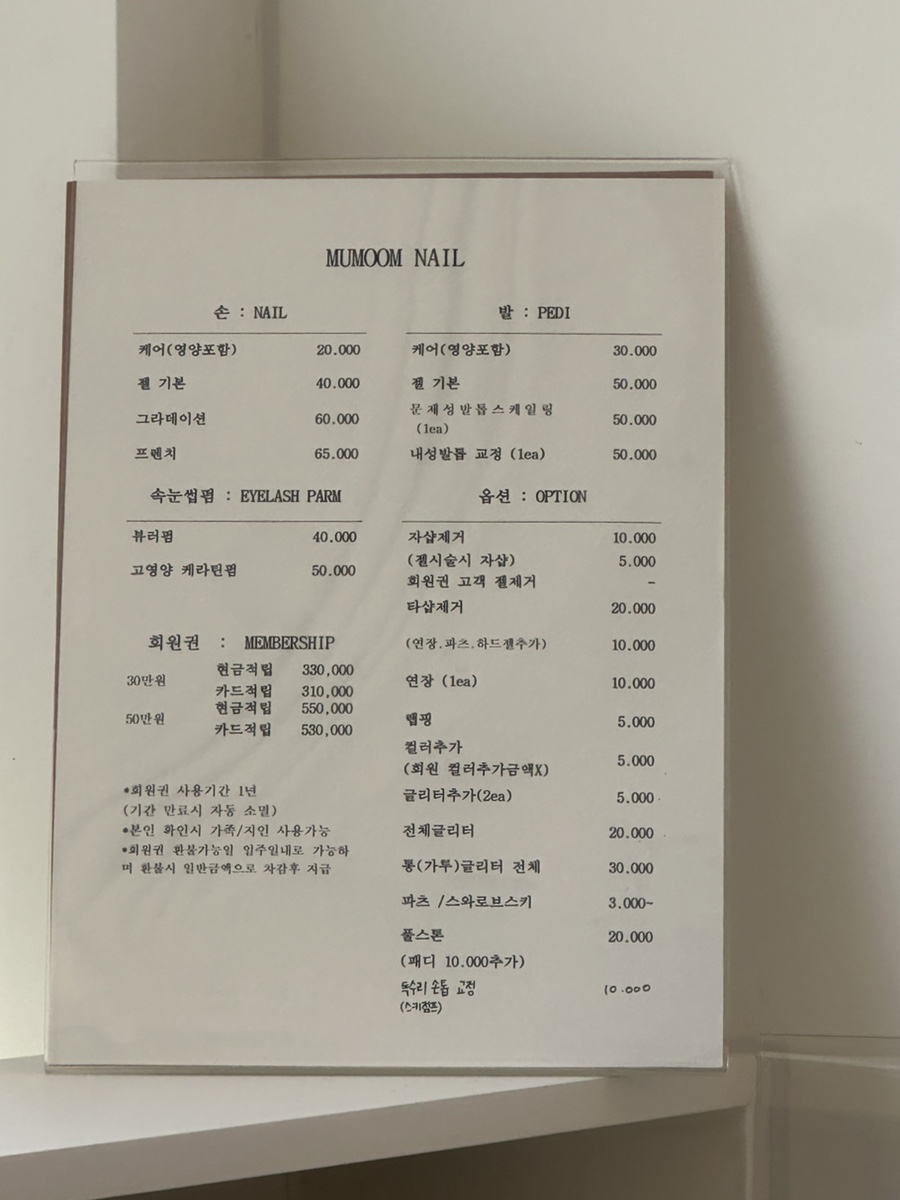 MUMOOM NAIL
손 : NAIL
케어(영양포함) 20.000
젤 기본 40.000
그라데이션 60.000
프렌치 65.000
속눈썹펌 : EYELASH PARM
뷰러펌 40.000
고영양 케라틴펌 50.000
회원권 : MEMBERSHIP
30만원 현금적립 330,000
카드적립 310,000
50만원 현금적립 550,000
카드적립 530,000
*회원권 사용기간 1년
(기간 만료시 자동 소멸)
*본인 확인시 가족/지인 사용가능
*회원권 환불가능일 일주일내로 가능하
며 환불시 일반금액으로 차감후 지급
발 : PEDI
케어(영양포함) 30.000
젤 기본 50.000
문제성발톱스케일링 50.000
(1ea)
내성발톱 교정 (1ea) 50.000
옵션 : OPTION
자샵제거 10.000
(젤시술시 자샵) 5.000
회원권 고객 젤제거 -
타샵제거 20.000
(연장.파츠.하드젤추가) 10.000
연장 (1ea) 10.000
랩핑 5.000
컬러추가 5.000
(회원 컬러추가금액X)
글리터추가(2ea) 5.000
전체글리터 20.000
통(가루)글리터 전체 30.000
파츠 /스와로브스키 3.000~
풀스톤 20.000
(패디 10.000추가)
독수리 손톱 교정 10.000
(스키점프)